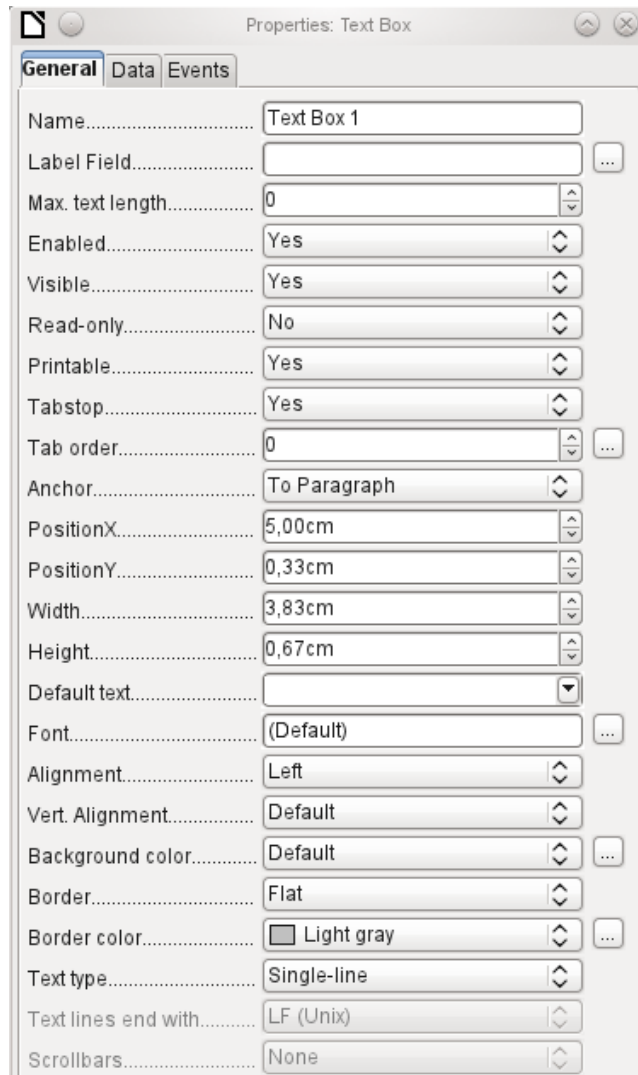 Properties: Text Box
General Data Events
Name.............................. Text Box 1
Label Field...................... ...
Max. text length............... 0
Enabled.......................... Yes
Visible............................ Yes
Read-only....................... No
Printable......................... Yes
Tabstop.......................... Yes
Tab order........................ 0 ...
Anchor............................ To Paragraph
PositionX........................ 5,00cm
PositionY........................ 0,33cm
Width.............................. 3,83cm
Height............................. 0,67cm
Default text......................
Font................................ (Default) ...
Alignment........................ Left
Vert. Alignment................ Default
Background color............ Default ...
Border............................. Flat
Border color.................... Light gray ...
Text type......................... Single-line
Text lines end with.......... LF (Unix)
Scrollbars....................... None